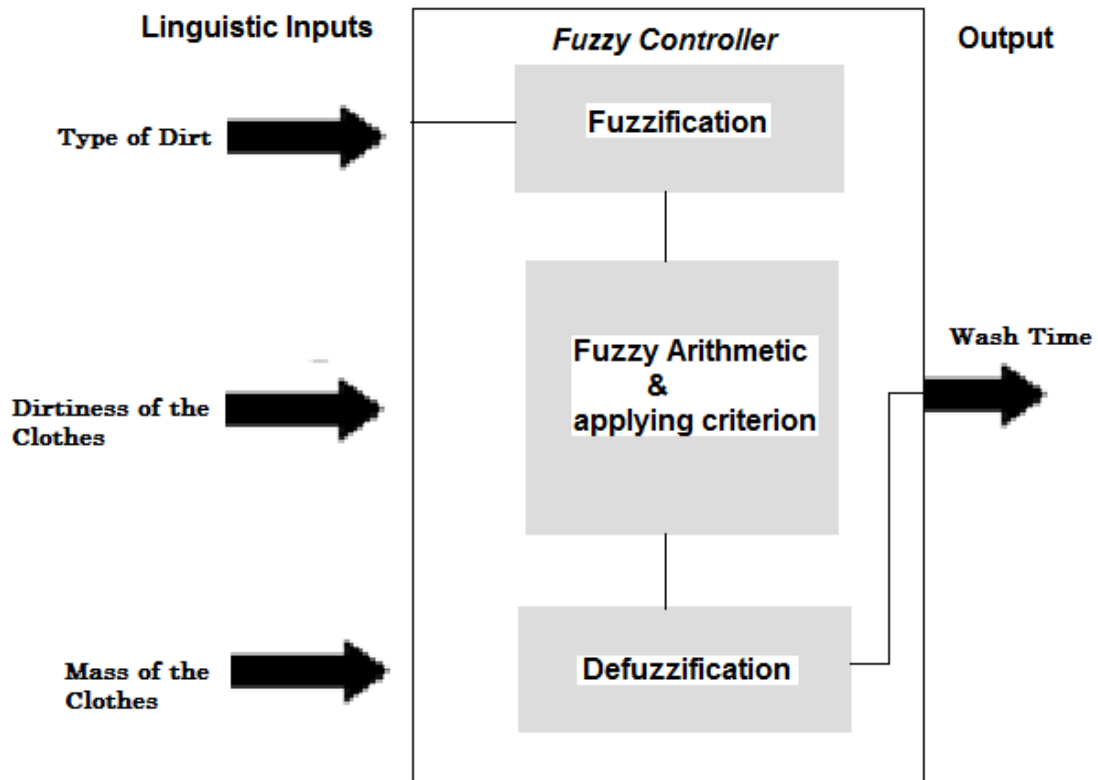 Linguistic Inputs
Fuzzy Controller
Output
Type of Dirt
Fuzzification
Dirtiness of the
Clothes
Fuzzy Arithmetic
&
applying criterion
Wash Time
Mass of the
Clothes
Defuzzification